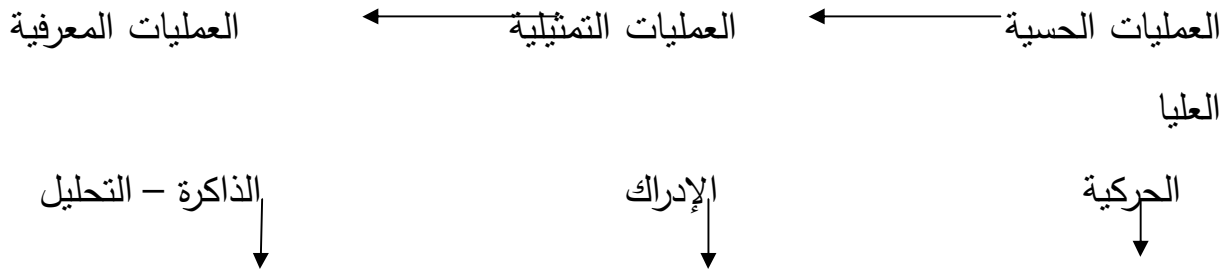 العمليات الحسية العمليات التمثيلية العمليات المعرفية
العليا
الحركية الإدراك الذاكرة – التحليل